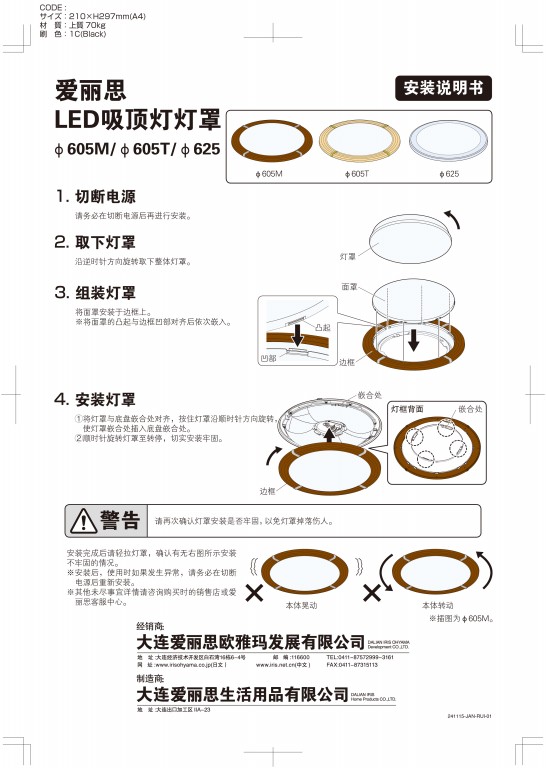 CODE :
サイズ：210×H297mm(A4)
材　質：上質 70kg
刷　色：1C(Black)
爱丽思
LED吸顶灯灯罩
φ605M/ φ605T/ φ625
安装说明书
φ605M
φ605T
φ625
1. 切断电源
请务必在切断电源后再进行安装。
2. 取下灯罩
沿逆时针方向旋转取下整体灯罩。
灯罩
3. 组装灯罩
将面罩安装于边框上。
※将面罩的凸起与边框凹部对齐后依次嵌入。
面罩
凸起
凹部
边框
4. 安装灯罩
①将灯罩与底盘嵌合处对齐，按住灯罩沿顺时针方向旋转，
使灯罩嵌合处插入底盘嵌合。
②顺时针旋转灯罩至转停，切实安装牢固。
嵌合处
边框
灯框背面
嵌合处
警告
请再次确认灯罩安装是否牢固，以免灯罩掉落伤人。
安装完成后请轻拉灯罩，确认有无右图所示安装
不牢固的情况。
※安装后，使用时如果发生异常，请务必在切断
电源后重新安装。
※其他未尽事宜详情请咨询购买时的销售店或爱
丽思客服中心。
本体晃动
本体转动
※插图为φ605M。
经销商:
大连爱丽思欧雅玛发展有限公司 DALIAN IRIS OHYAMA
Development CO.,LTD.
地　址 :大连经济技术开发区白石湾16栋6-4号　邮　编 :116600　TEL:0411-87572999-3161
网　址 :www.irisohyama.co.jp(日文 )　www.iris.net.cn(中文 )　FAX:0411-87315113
制造商:
大连爱丽思生活用品有限公司 DALIAN IRIS
Home Products CO.,LTD.
地　址 :大连出口加工区 IIA-23
241115-JAN-RUI-01